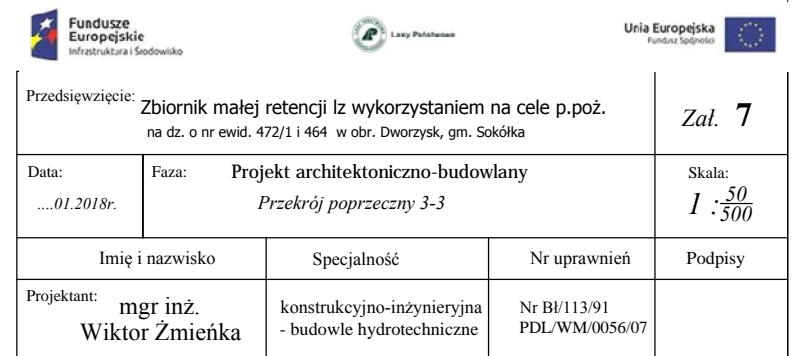 Fundusze
Europejskie
Infrastruktura i Środowisko
Lasy Państwowe
Unia Europejska
Fundusz Spójności
Przedsięwzięcie:
Zbiornik małej retencji lz wykorzystaniem na cele p.poż.
na dz. o nr ewid. 472/1 i 464 w obr. Dworzysk, gm. Sokółka
Zał. 7
Data:
....01.2018r.
Faza: Projekt architektoniczno-budowlany
Przekrój poprzeczny 3-3
Skala:
1 : 50/500
Imię i nazwisko Specjalność Nr uprawnień Podpisy
Projektant:
mgr inż.
Wiktor Żmieńka
konstrukcyjno-inżynieryjna
- budowle hydrotechniczne
Nr Bł/113/91
PDL/WM/0056/07